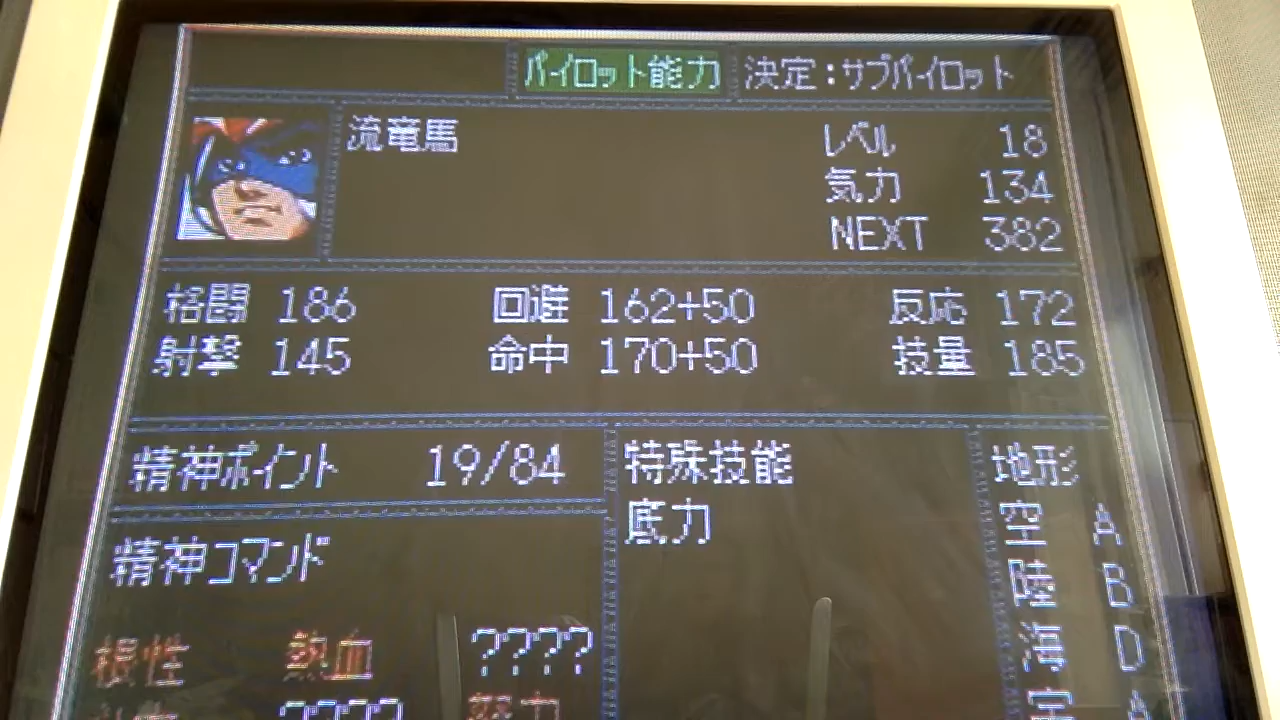 パイロット能力 決定:サブパイロット
流竜馬 レベル 18
気力 134
NEXT 382
格闘 186 回避 162+50 反応 172
射撃 145 命中 170+50 技量 185
精神ポイント 19/84 特殊技能 地形
底力 空 A
精神コマンド 陸 B
根性 熱血 ???? 海 D
???? 努力 A